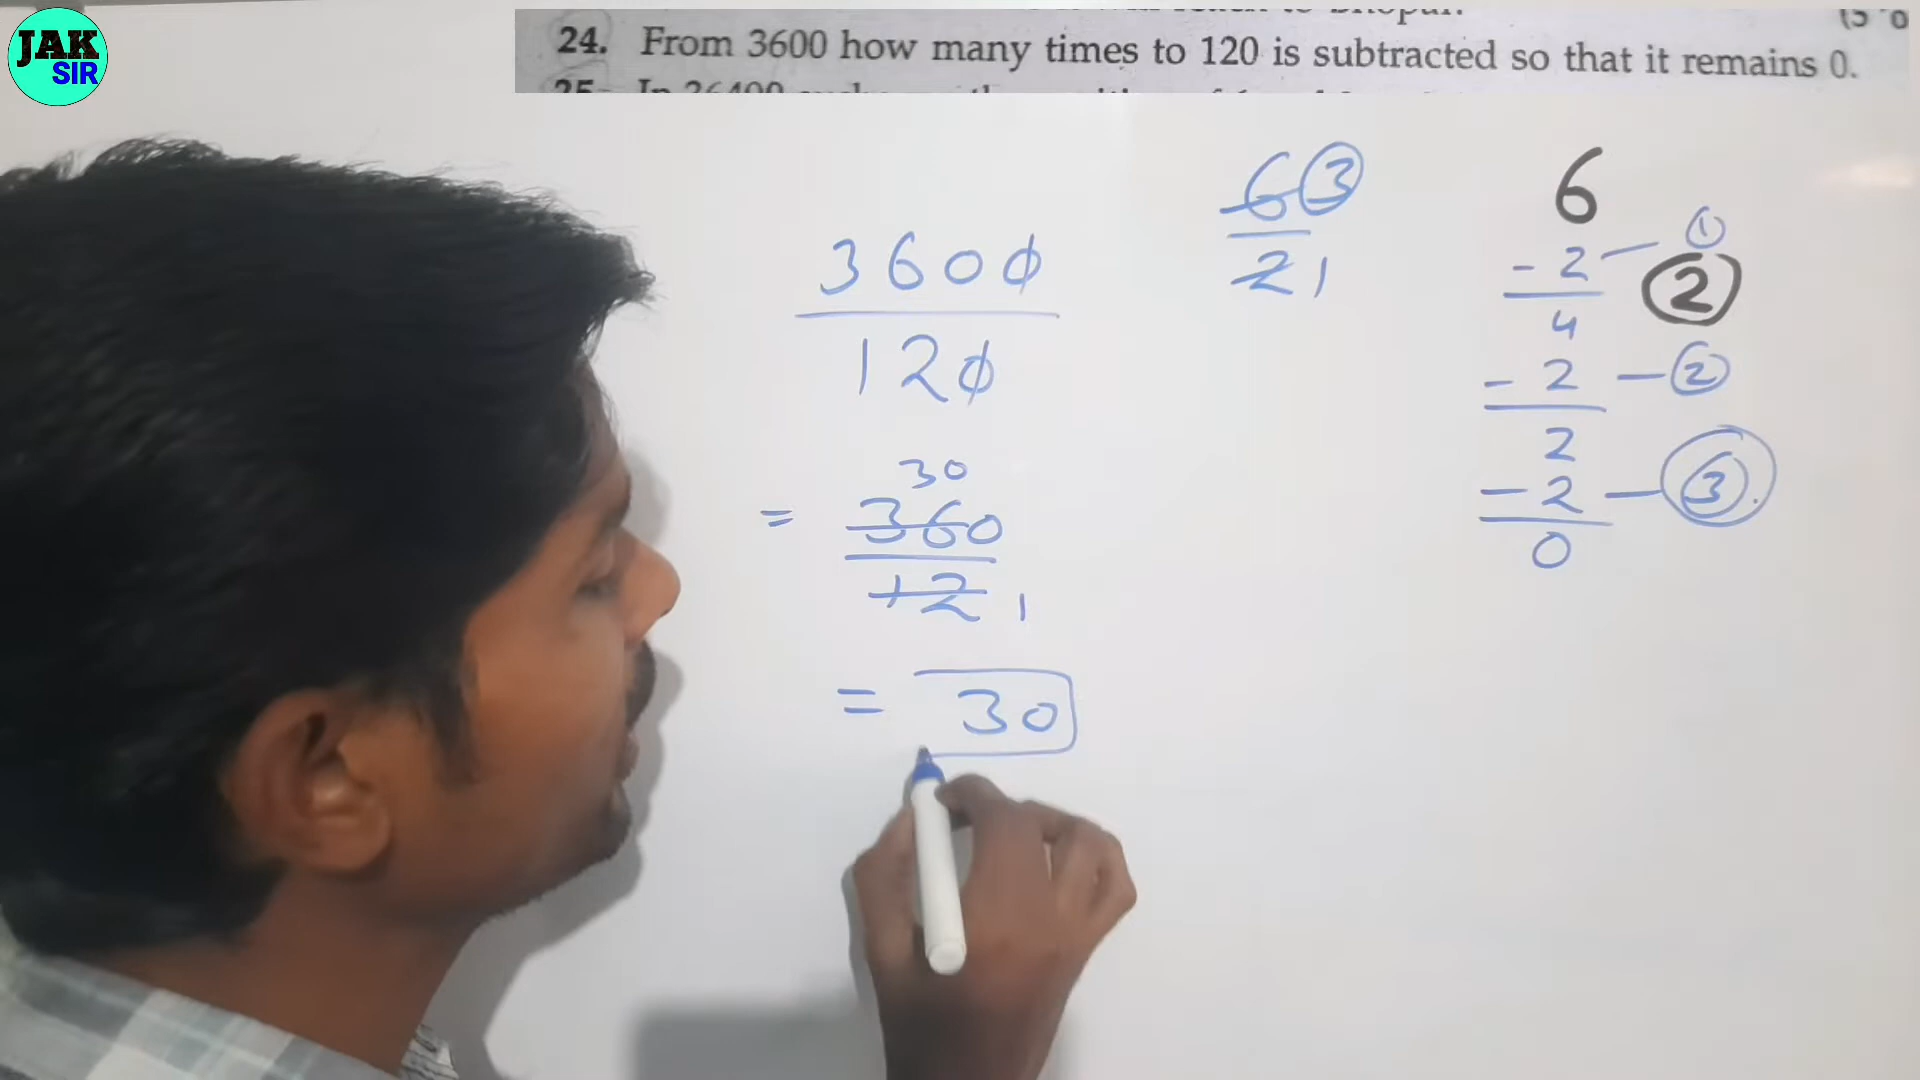 JAK
SIR
24. From 3600 how many times to 120 is subtracted so that it remains 0.
3600
120
30
= 360
12 1
= 30
6 3
2 1
6
- 2 — 1
2
4
- 2 — 2
2
- 2 — 3
0